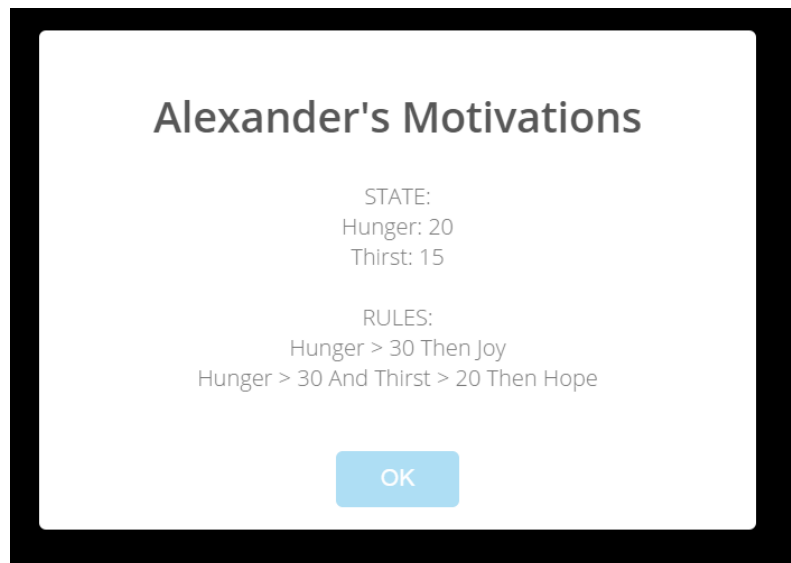 Alexander's Motivations
STATE:
Hunger: 20
Thirst: 15
RULES:
Hunger > 30 Then Joy
Hunger > 30 And Thirst > 20 Then Hope
OK